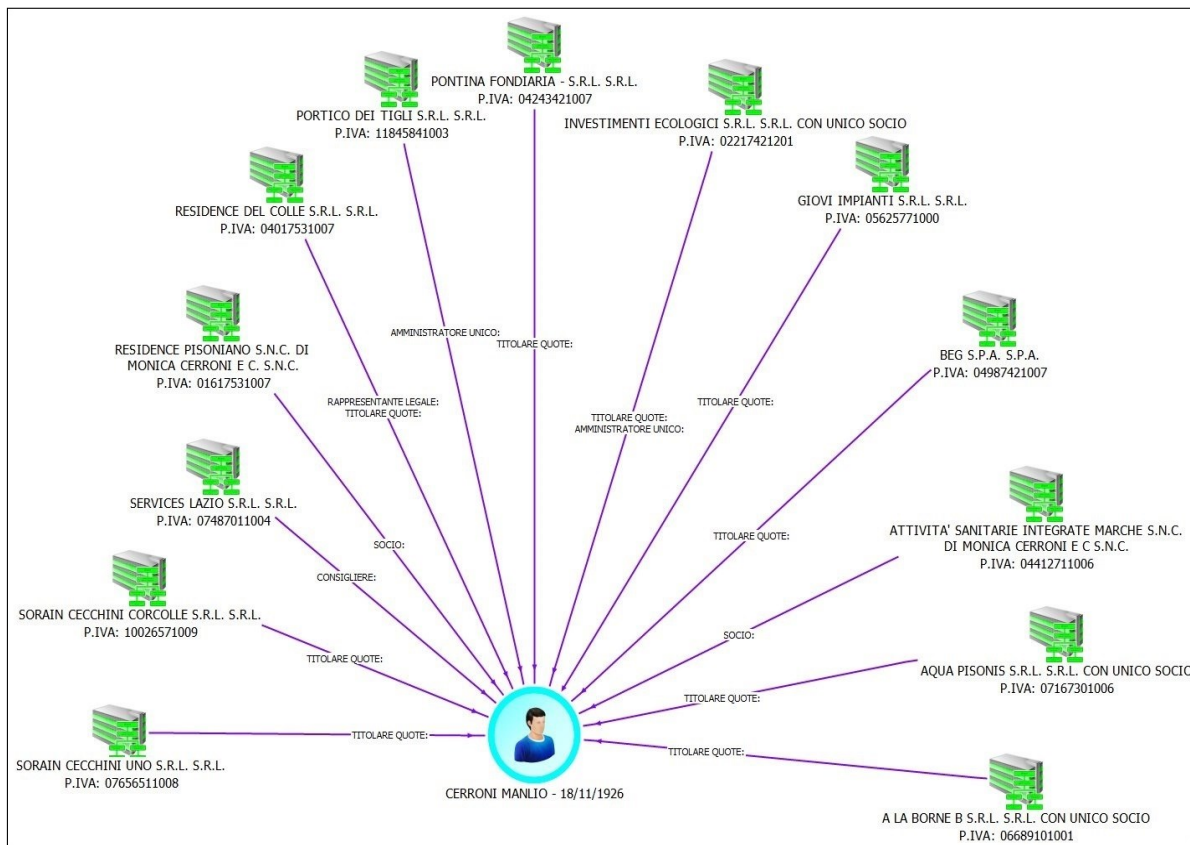 PONTINA FONDIARIA - S.R.L. S.R.L.
P.IVA: 04243421007
PORTICO DEI TIGLI S.R.L. S.R.L.
P.IVA: 11845841003
INVESTIMENTI ECOLOGICI S.R.L. S.R.L. CON UNICO SOCIO
P.IVA: 02217421201
RESIDENCE DEL COLLE S.R.L. S.R.L.
P.IVA: 04017531007
GIOVI IMPIANTI S.R.L. S.R.L.
P.IVA: 05625771000
RESIDENCE PISONIANO S.N.C. DI
MONICA CERRONI E C. S.N.C.
P.IVA: 01617531007
BEG S.P.A. S.P.A.
P.IVA: 04987421007
AMMINISTRATORE UNICO:
TITOLARE QUOTE:
RAPPRESENTANTE LEGALE:
TITOLARE QUOTE:
TITOLARE QUOTE:
AMMINISTRATORE UNICO:
TITOLARE QUOTE:
SERVICES LAZIO S.R.L. S.R.L.
P.IVA: 07487011004
ATTIVITA' SANITARIE INTEGRATE MARCHE S.N.C.
DI MONICA CERRONI E C S.N.C.
P.IVA: 04412711006
SOCIO:
CONSIGLIERE:
TITOLARE QUOTE:
SORAIN CECCHINI CORCOLLE S.R.L. S.R.L.
P.IVA: 10026571009
SOCIO:
TITOLARE QUOTE:
AQUA PISONIS S.R.L. S.R.L. CON UNICO SOCIO
P.IVA: 07167301006
TITOLARE QUOTE:
TITOLARE QUOTE:
TITOLARE QUOTE:
SORAIN CECCHINI UNO S.R.L. S.R.L.
P.IVA: 07656511008
CERRONI MANLIO - 18/11/1926
A LA BORNE B S.R.L. S.R.L. CON UNICO SOCIO
P.IVA: 06689101001